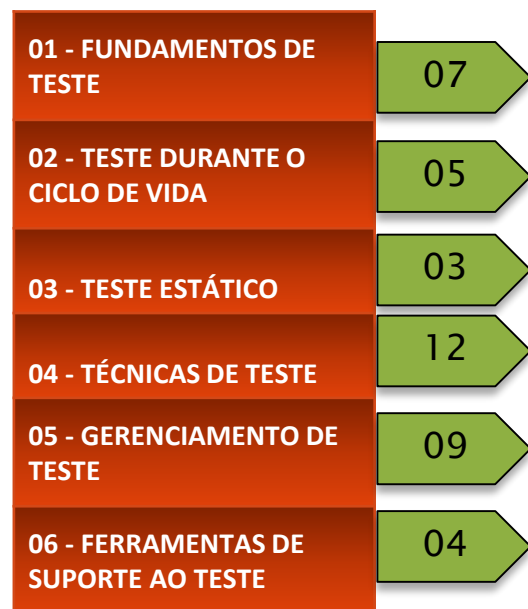 01 - FUNDAMENTOS DE
TESTE
07
02 - TESTE DURANTE O
CICLO DE VIDA
05
03 - TESTE ESTÁTICO
03
04 - TÉCNICAS DE TESTE
12
05 - GERENCIAMENTO DE
TESTE
09
06 - FERRAMENTAS DE
SUPORTE AO TESTE
04